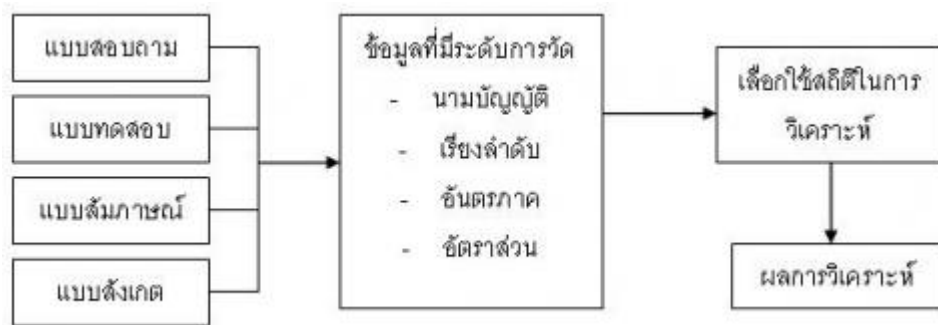 แบบสอบถาม
แบบทดสอบ
แบบสัมภาษณ์
แบบสังเกต
ข้อมูลที่มีระดับการวัด
- นามบัญญัติ
- เรียงลำดับ
- อันตรภาค
- อัตราส่วน
เลือกใช้สถิติในการ
วิเคราะห์
ผลการวิเคราะห์